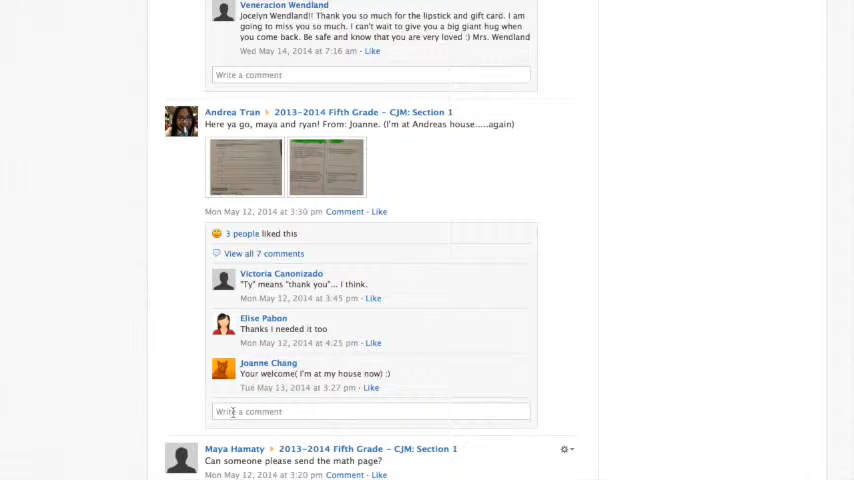 Veneracion Wendland
Jocelyn Wendland!! Thank you so much for the lipstick and gift card. I am
going to miss you so much. I can't wait to give you a big giant hug when
you come back. Be safe and know that you are very loved :) Mrs. Wendland
Wed May 14, 2014 at 7:16 am · Like
Write a comment
Andrea Tran ▸ 2013-2014 Fifth Grade - CJM: Section 1
Here ya go, maya and ryan! From: Joanne. (I'm at Andreas house.....again)
Mon May 12, 2014 at 3:30 pm Comment · Like
3 people liked this
View all 7 comments
Victoria Canonizado
"Ty" means "thank you"... I think.
Mon May 12, 2014 at 3:45 pm · Like
Elise Pabon
Thanks I needed it too
Mon May 12, 2014 at 4:25 pm · Like
Joanne Chang
Your welcome( I'm at my house now) :)
Tue May 13, 2014 at 3:27 pm · Like
Write a comment
Maya Hamaty ▸ 2013-2014 Fifth Grade - CJM: Section 1
Can someone please send the math page?
Mon May 12, 2014 at 3:20 pm Comment · Like